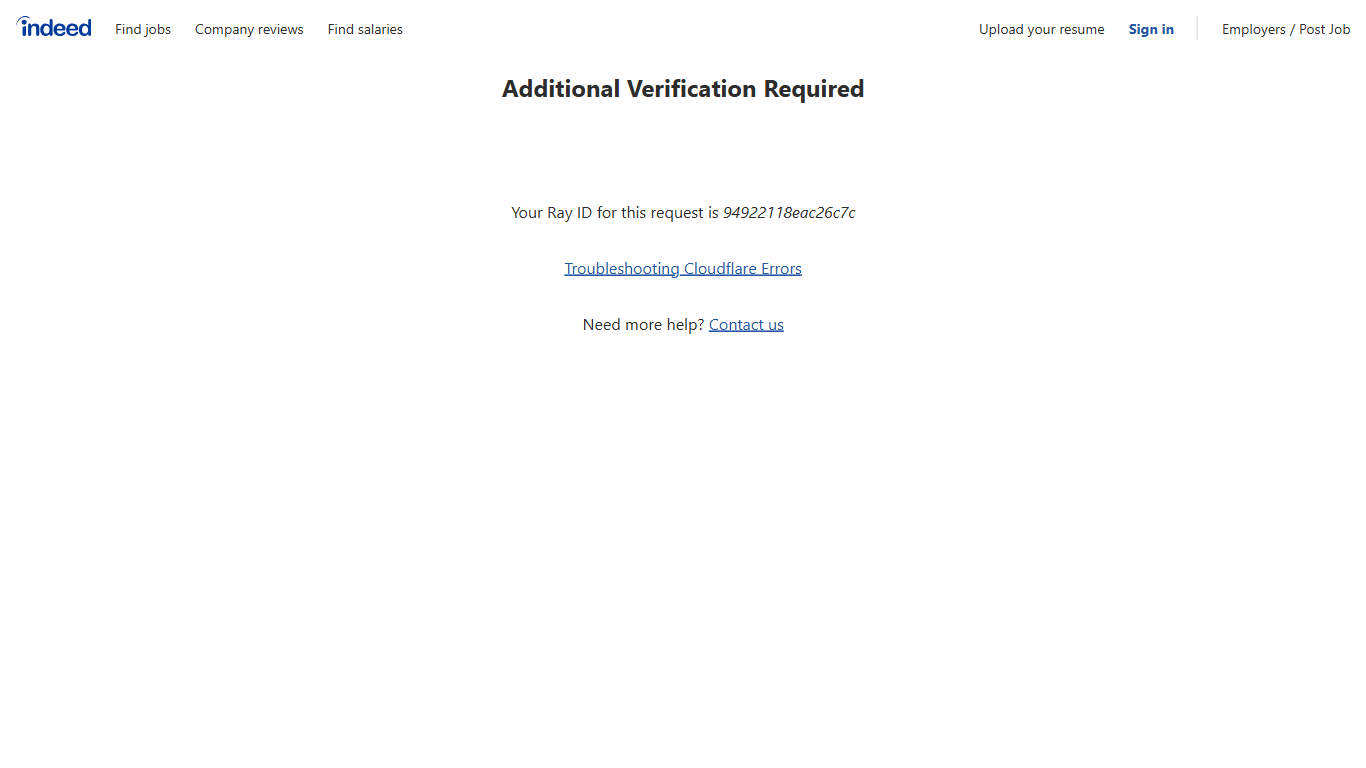 indeed Find jobs Company reviews Find salaries Upload your resume Sign in Employers / Post Job
Additional Verification Required
Your Ray ID for this request is 94922118eac26c7c
Troubleshooting Cloudflare Errors
Need more help? Contact us